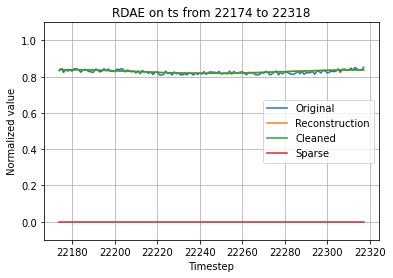 RDAE on ts from 22174 to 22318
1.0
0.8
0.6
0.4
0.2
0.0
Normalized value
Original
Reconstruction
Cleaned
Sparse
22180 22200 22220 22240 22260 22280 22300 22320
Timestep